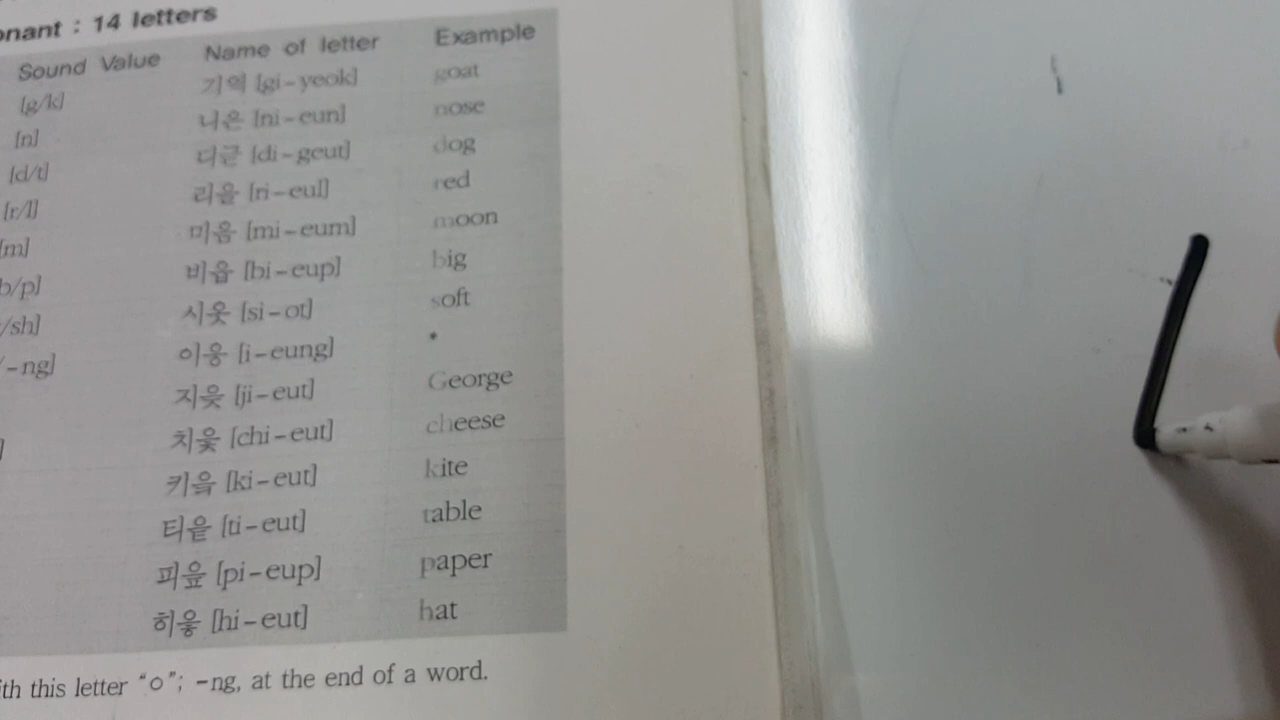 onant : 14 letters
Sound Value Name of letter Example
[g/k] 기역 [gi-yeok] goat
[n] 니은 [ni-eun] nose
[d/t] 디귿 [di-geut] dog
[r/l] 리을 [ri-eul] red
[m] 미음 [mi-eum] moon
b/p] 비읍 [bi-eup] big
/sh] 시옷 [si-ot] soft
-ng] 이응 [i-eung] *
지읒 [ji-eut] George
] 치읓 [chi-eut] cheese
키읔 [ki-eut] kite
티읕 [ti-eut] table
피읖 [pi-eup] paper
히읗 [hi-eut] hat
ith this letter “ㅇ”; -ng, at the end of a word.